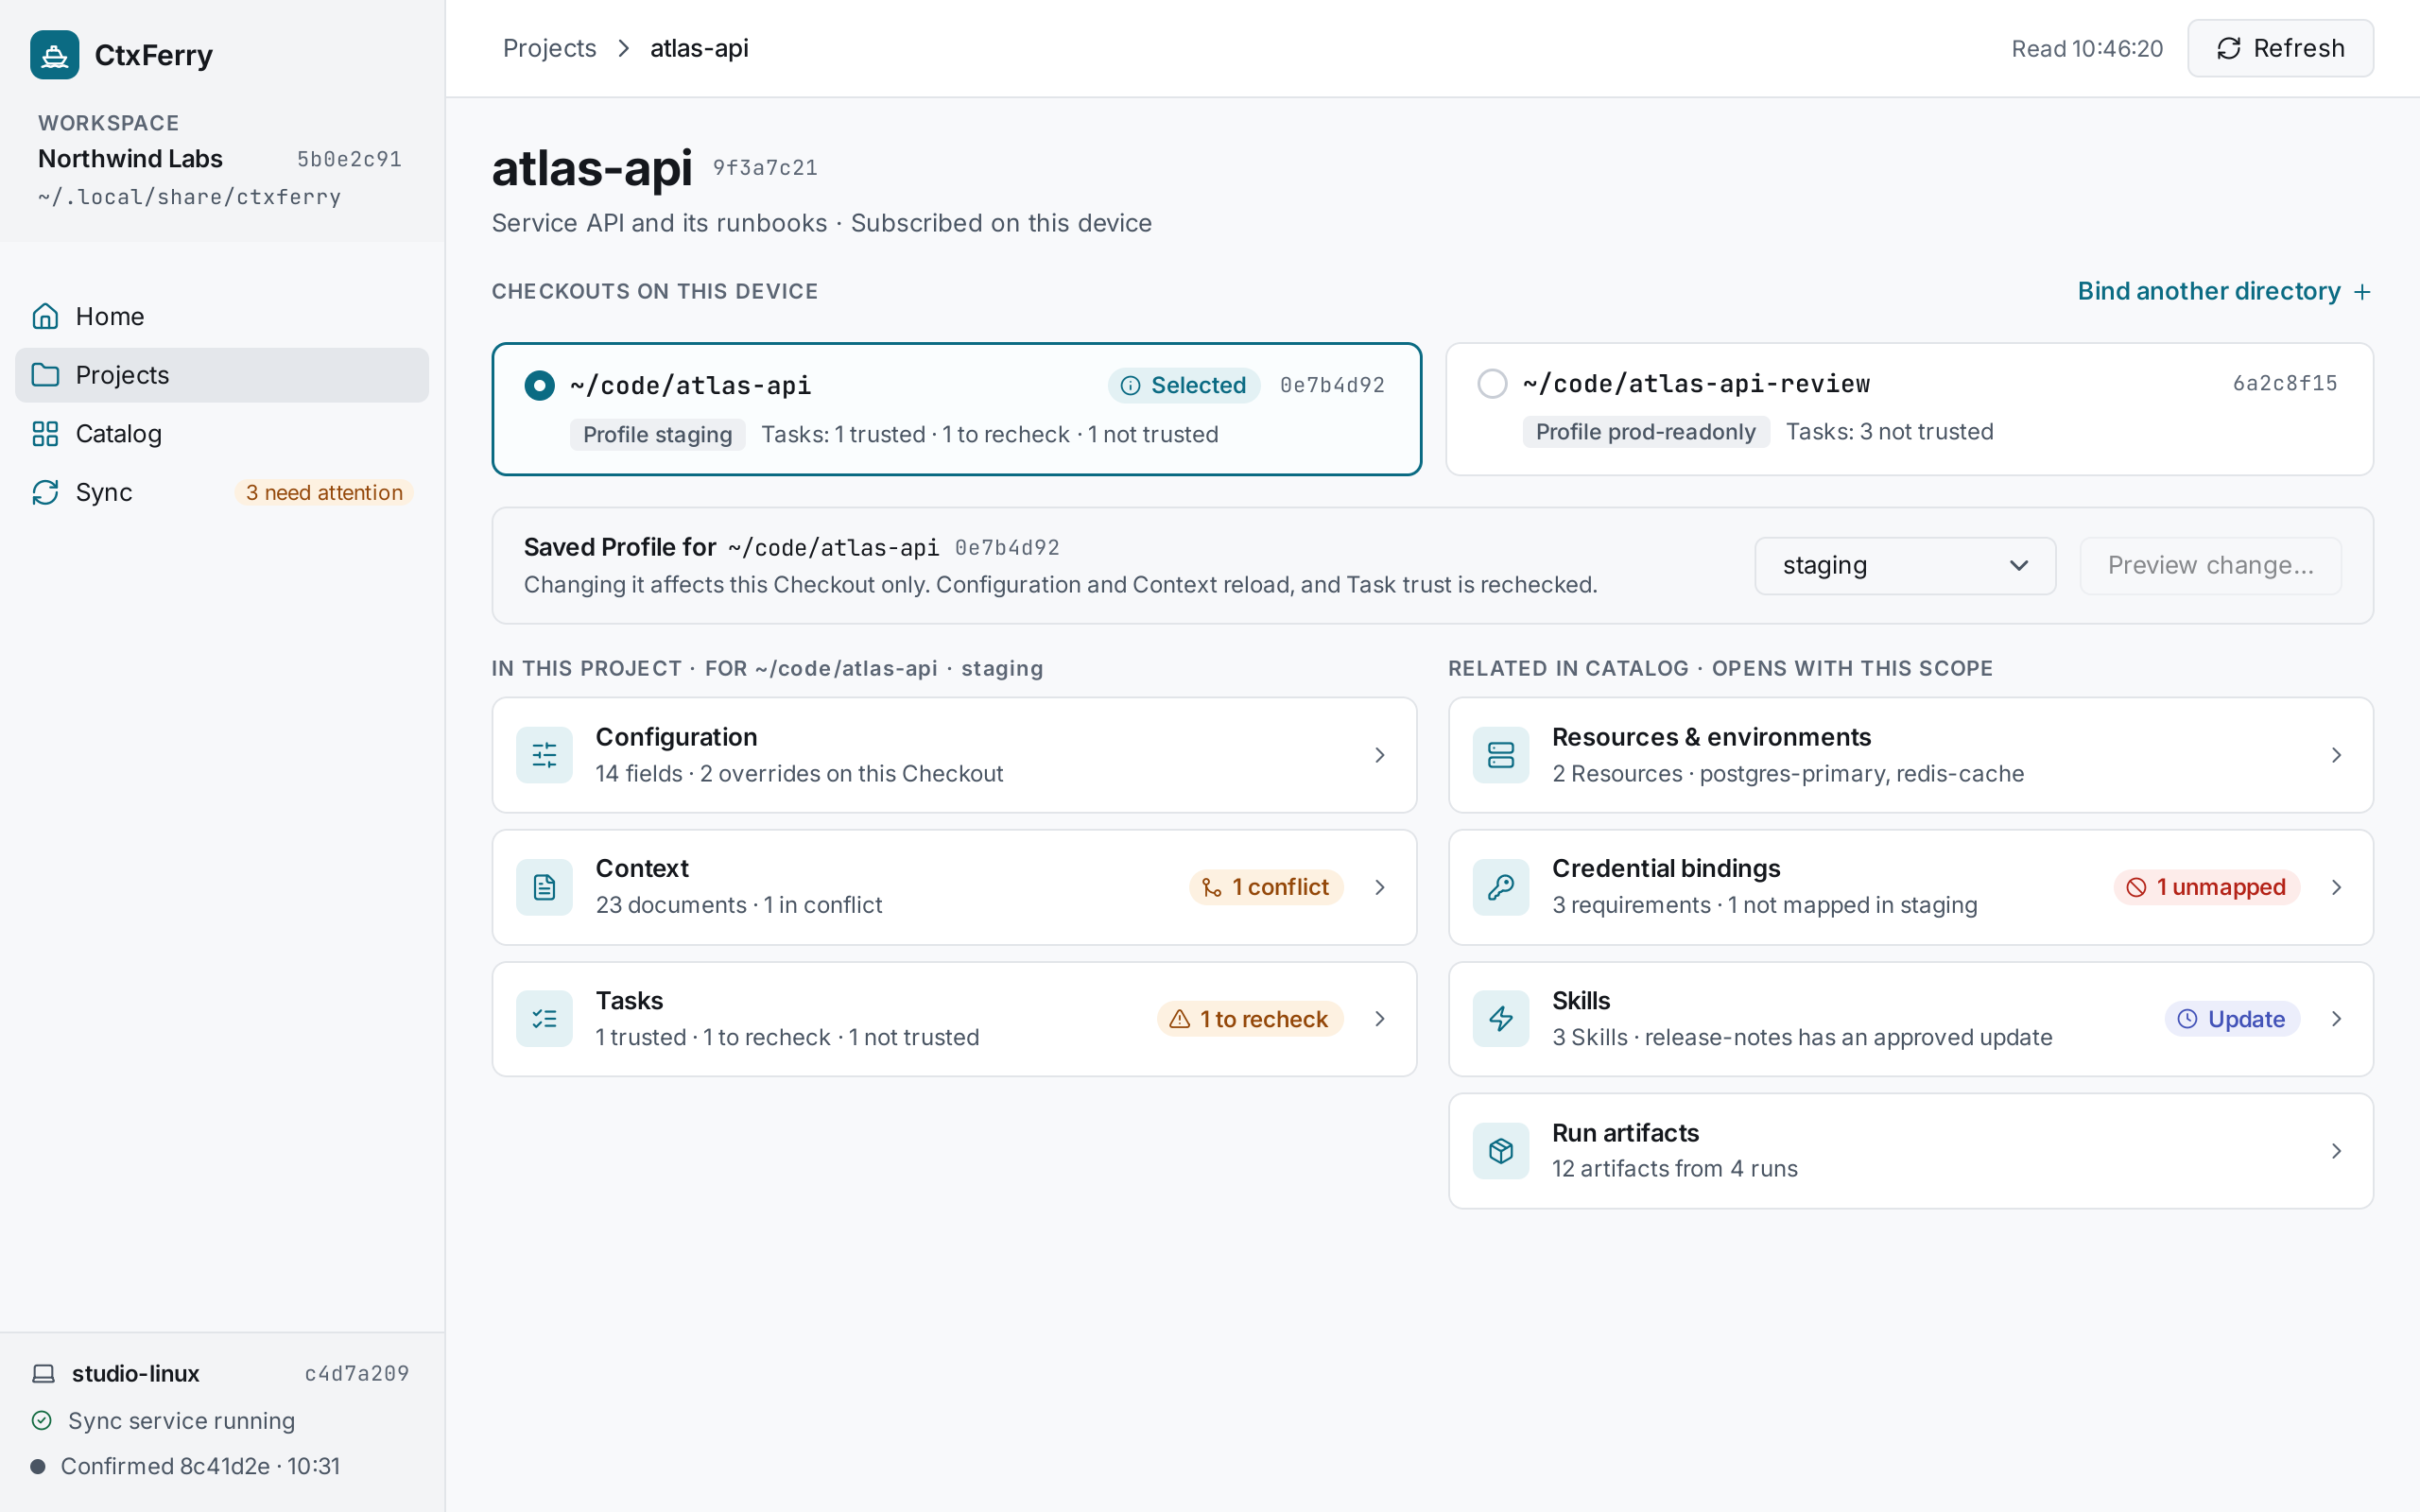 CtxFerry
WORKSPACE
Northwind Labs 5b0e2c91
~/.local/share/ctxferry
Home
Projects
Catalog
Sync 3 need attention
studio-linux c4d7a209
Sync service running
Confirmed 8c41d2e · 10:31
Projects > atlas-api
Read 10:46:20 Refresh
atlas-api 9f3a7c21
Service API and its runbooks · Subscribed on this device
CHECKOUTS ON THIS DEVICE
Bind another directory +
~/code/atlas-api Selected 0e7b4d92
Profile staging Tasks: 1 trusted · 1 to recheck · 1 not trusted
~/code/atlas-api-review 6a2c8f15
Profile prod-readonly Tasks: 3 not trusted
Saved Profile for ~/code/atlas-api 0e7b4d92
Changing it affects this Checkout only. Configuration and Context reload, and Task trust is rechecked.
staging
Preview change...
IN THIS PROJECT · FOR ~/code/atlas-api · staging
Configuration
14 fields · 2 overrides on this Checkout
Context
23 documents · 1 in conflict
1 conflict
Tasks
1 trusted · 1 to recheck · 1 not trusted
1 to recheck
RELATED IN CATALOG · OPENS WITH THIS SCOPE
Resources & environments
2 Resources · postgres-primary, redis-cache
Credential bindings
3 requirements · 1 not mapped in staging
1 unmapped
Skills
3 Skills · release-notes has an approved update
Update
Run artifacts
12 artifacts from 4 runs